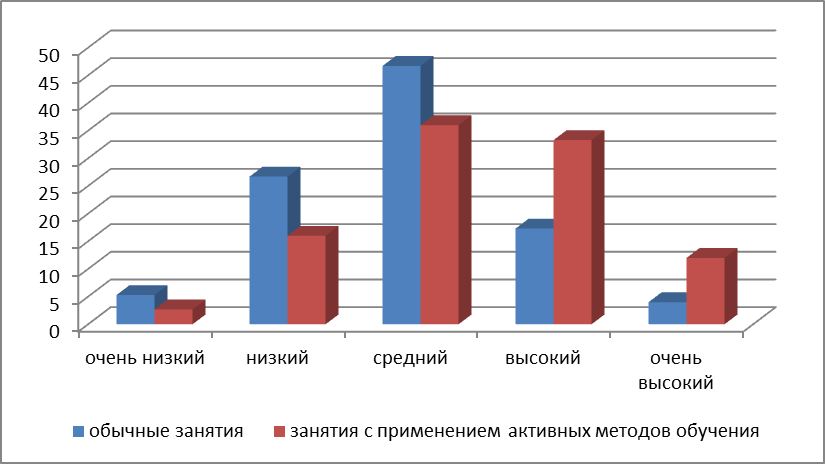 50
45
40
35
30
25
20
15
10
5
0
очень низкий
низкий
средний
высокий
очень
высокий
обычные занятия
занятия с применением активных методов обучения